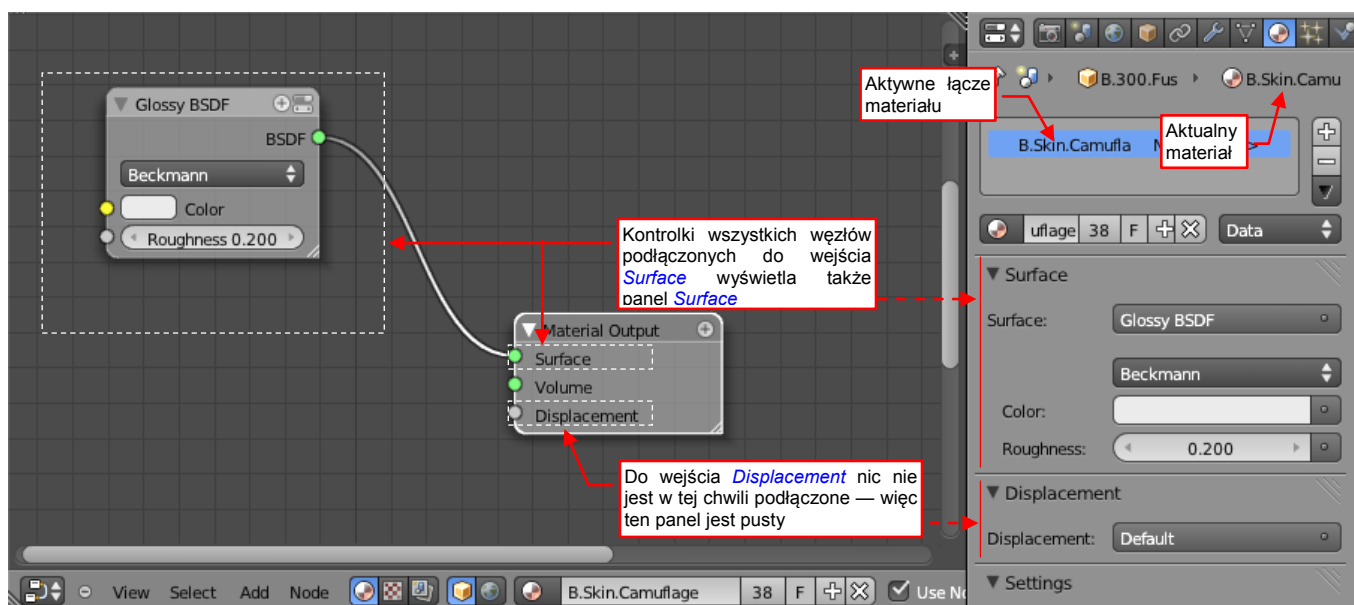 Glossy BSDF
BSDF
Beckmann
Color
Roughness 0.200
Material Output
Surface
Volume
Displacement
Kontrolki wszystkich węzłów
podłączonych do wejścia
Surface wyświetla także
panel Surface
Do wejścia Displacement nic nie
jest w tej chwili podłączone — więc
ten panel jest pusty
View Select Add Node
B.Skin.Camuflage 38 F
Use No
Aktywne łącze
materiału
B.300.Fus
B.Skin.Camu
B.Skin.Camufla
Aktualny
materiał
uflage 38 F
Data
Surface
Surface: Glossy BSDF
Beckmann
Color:
Roughness: 0.200
Displacement
Displacement: Default
Settings